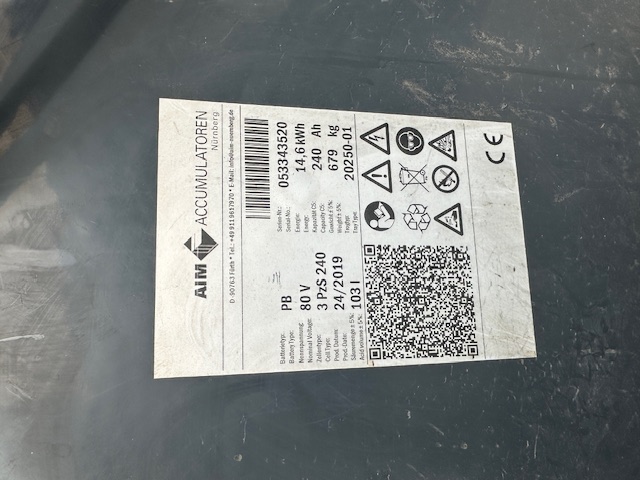 AiM ACCUMULATOREN
Nürnberg
D-90763 Fürth * Tel.: +49 911 9617970 * E-Mail: info@aim-nuernberg.de
Batterietyp: PB
Battery Type:
Nennspannung: 80 V
Nominal Voltage:
Zellentype: 3 PzS 240
Cell Type:
Prod. Datum: 24/2019
Prod.-Date:
Säuremenge ± 5%: 103 l
Acid volume ± 5%:
Serien-Nr.: 053343520
Serial-No.:
Energie: 14,6 kWh
Energy:
Kapazität C5: 240 Ah
Capacity C5:
Gewicht ± 5%: 679 kg
Weight ± 5%:
Trogtyp: 20250-01
Tray Type:
CE